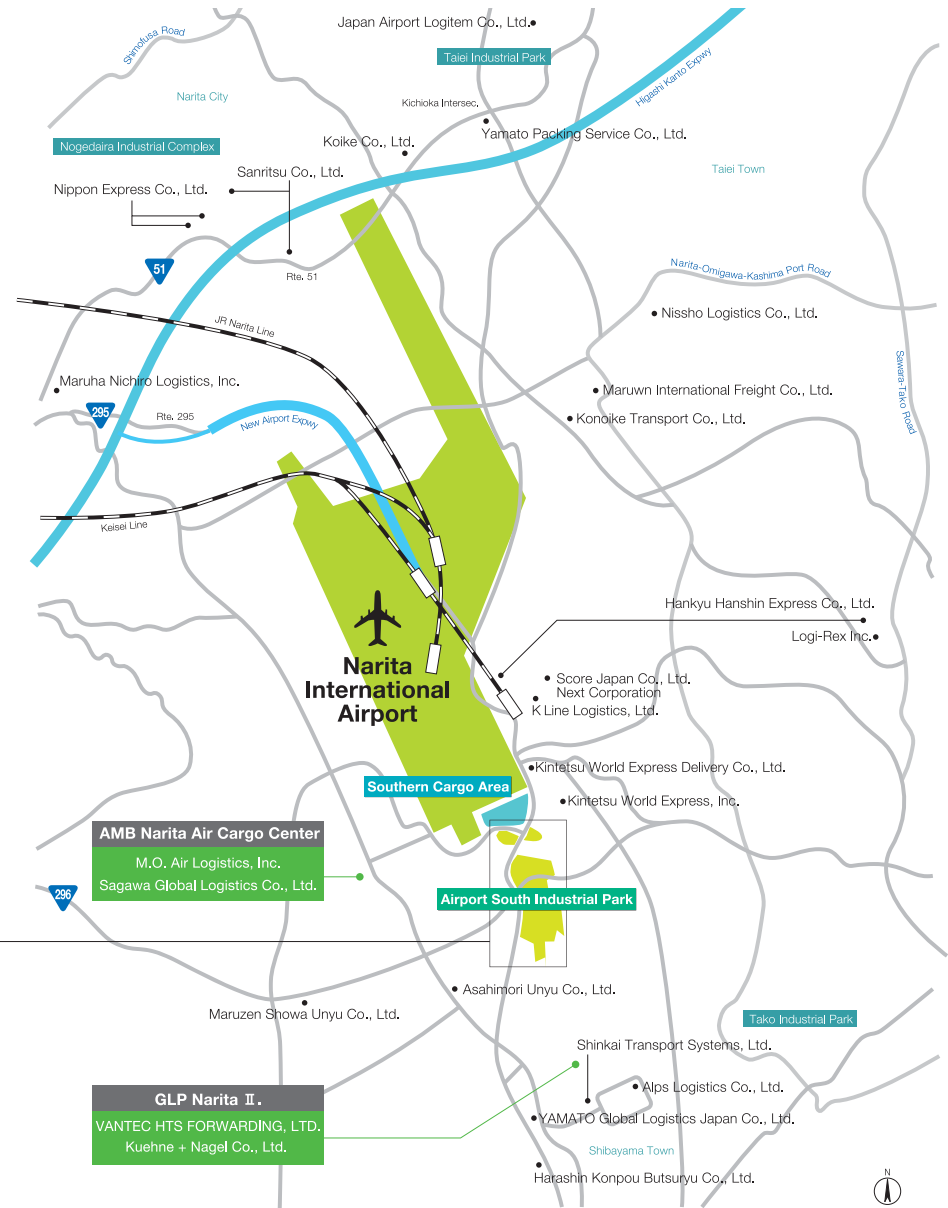 Japan Airport Logitem Co., Ltd.
Shimofusa Road
Taiei Industrial Park
Higashi Kanto Expwy
Narita City
Kichioka Intersec.
Yamato Packing Service Co., Ltd.
Nogedaira Industrial Complex
Koike Co., Ltd.
Sanritsu Co., Ltd.
Taiei Town
Nippon Express Co., Ltd.
51
Rte. 51
Narita-Omigawa-Kashima Port Road
JR Narita Line
Nissho Logistics Co., Ltd.
Sawara-Tako Road
Maruha Nichiro Logistics, Inc.
Maruwn International Freight Co., Ltd.
295
Rte. 295
New Airport Expwy
Konoike Transport Co., Ltd.
Keisei Line
Hankyu Hanshin Express Co., Ltd.
Logi-Rex Inc.
Narita
International
Airport
Score Japan Co., Ltd.
Next Corporation
K Line Logistics, Ltd.
Kintetsu World Express Delivery Co., Ltd.
Southern Cargo Area
Kintetsu World Express, Inc.
AMB Narita Air Cargo Center
M.O. Air Logistics, Inc.
Sagawa Global Logistics Co., Ltd.
296
Airport South Industrial Park
Asahimori Unyu Co., Ltd.
Maruzen Showa Unyu Co., Ltd.
Tako Industrial Park
Shinkai Transport Systems, Ltd.
GLP Narita Ⅱ.
VANTEC HTS FORWARDING, LTD.
Kuehne + Nagel Co., Ltd.
Alps Logistics Co., Ltd.
YAMATO Global Logistics Japan Co., Ltd.
Shibayama Town
Harashin Konpou Butsuryu Co., Ltd.
N